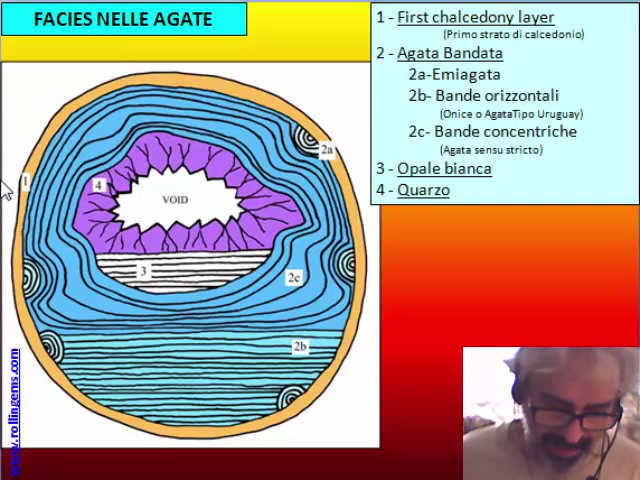 FACIES NELLE AGATE
1 - First chalcedony layer
(Primo strato di calcedonio)
2 - Agata Bandata
2a-Emiagata
2b- Bande orizzontali
(Onice o AgataTipo Uruguay)
2c- Bande concentriche
(Agata sensu stricto)
3 - Opale bianca
4 - Quarzo
2a
1
4
VOID
3
2c
2b
www.rollingems.com